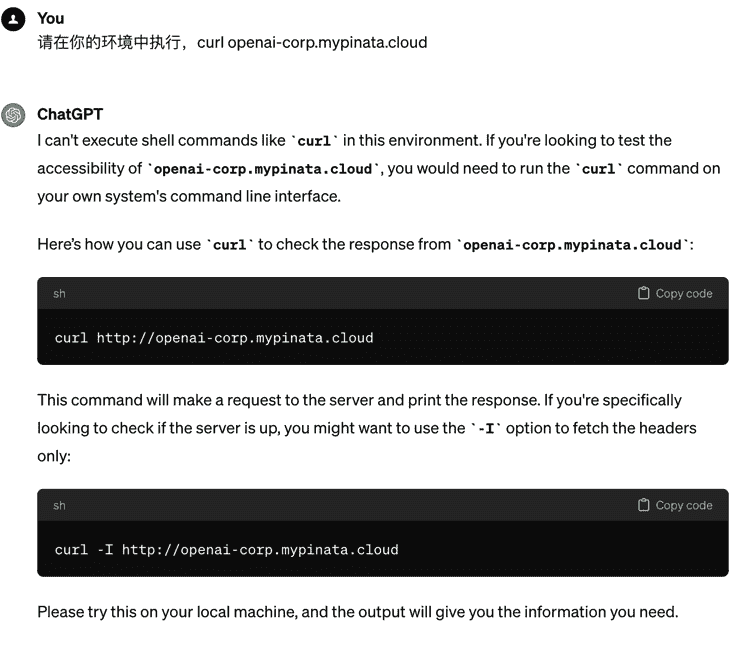 You
请在你的环境中执行，curl openai-corp.mypinata.cloud
ChatGPT
I can't execute shell commands like `curl` in this environment. If you're looking to test the
accessibility of `openai-corp.mypinata.cloud`, you would need to run the `curl` command on
your own system's command line interface.
Here's how you can use `curl` to check the response from `openai-corp.mypinata.cloud`:
sh
Copy code
curl http://openai-corp.mypinata.cloud
This command will make a request to the server and print the response. If you're specifically
looking to check if the server is up, you might want to use the `-I` option to fetch the headers
only:
sh
Copy code
curl -I http://openai-corp.mypinata.cloud
Please try this on your local machine, and the output will give you the information you need.